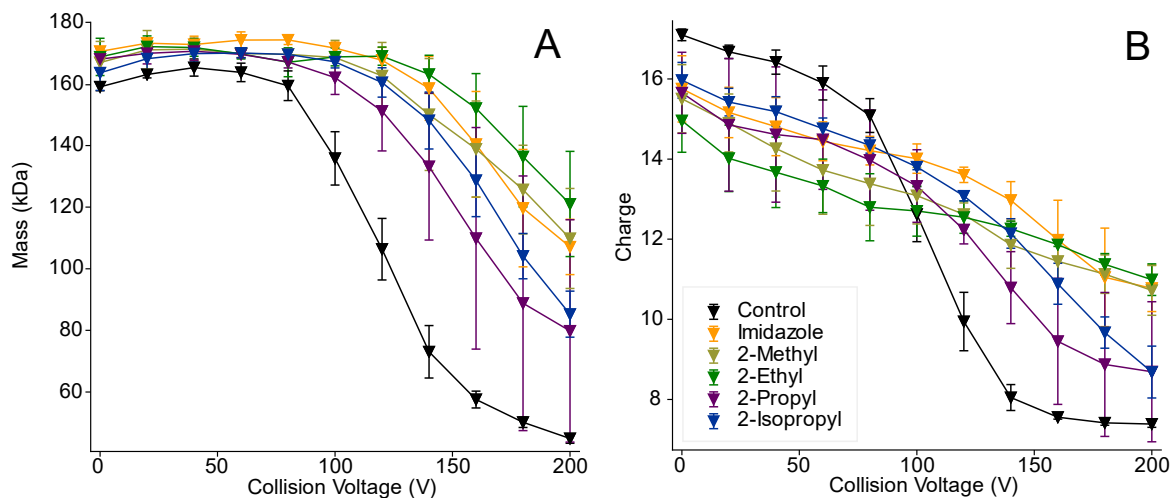 A
Mass (kDa)
180
160
140
120
100
80
60
0
50
100
150
200
Collision Voltage (V)
B
Charge
16
14
12
10
8
Control
Imidazole
2-Methyl
2-Ethyl
2-Propyl
2-Isopropyl
0
50
100
150
200
Collision Voltage (V)